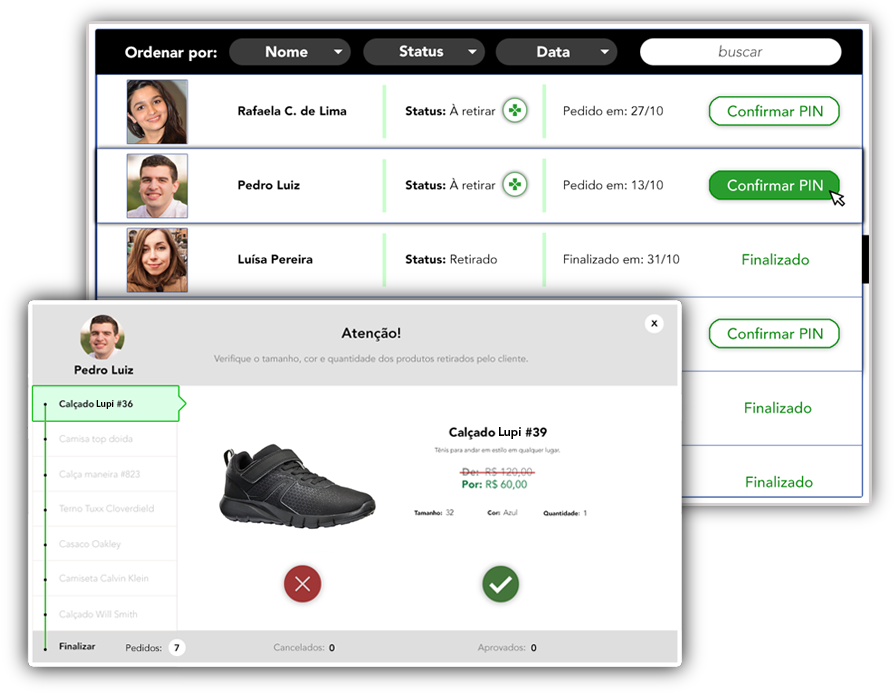 Ordenar por: Nome Status Data buscar
Rafaela C. de Lima Status: À retirar Pedido em: 27/10 Confirmar PIN
Pedro Luiz Status: À retirar Pedido em: 13/10 Confirmar PIN
Luísa Pereira Status: Retirado Finalizado em: 31/10 Finalizado
Confirmar PIN
Finalizado
Finalizado
Atenção! x
Pedro Luiz
Verifique o tamanho, cor e quantidade dos produtos retirados pelo cliente.
Calçado Lupi #36
Camisa top doida
Calça maneira #823
Terno Tuxx Cloverdield
Casaco Oakley
Camiseta Calvin Klein
Calçado Will Smith
Calçado Lupi #39
Tênis para andar em estilo em qualquer lugar.
De: R$ 120,00
Por: R$ 60,00
Tamanho: 32 Cor: Azul Quantidade: 1
Finalizar Pedidos: 7 Cancelados: 0 Aprovados: 0